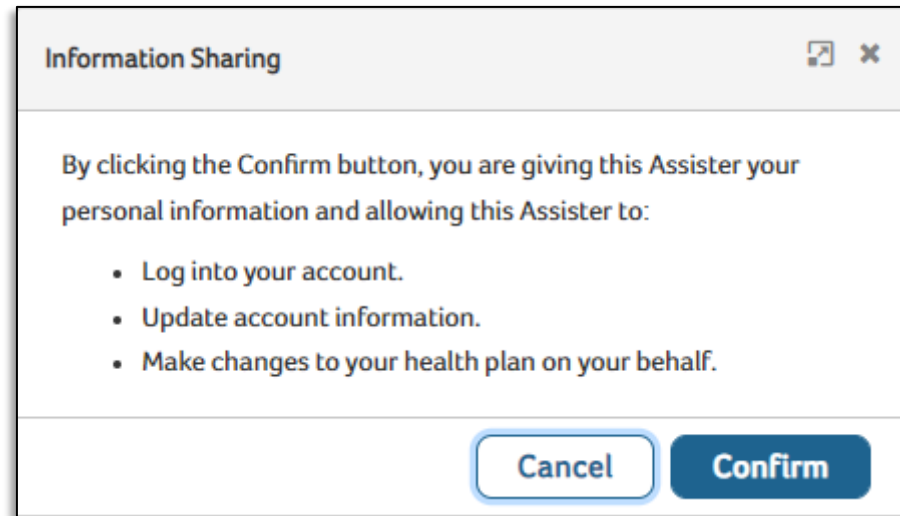 Information Sharing
By clicking the Confirm button, you are giving this Assister your
personal information and allowing this Assister to:
• Log into your account.
• Update account information.
• Make changes to your health plan on your behalf.
Cancel Confirm